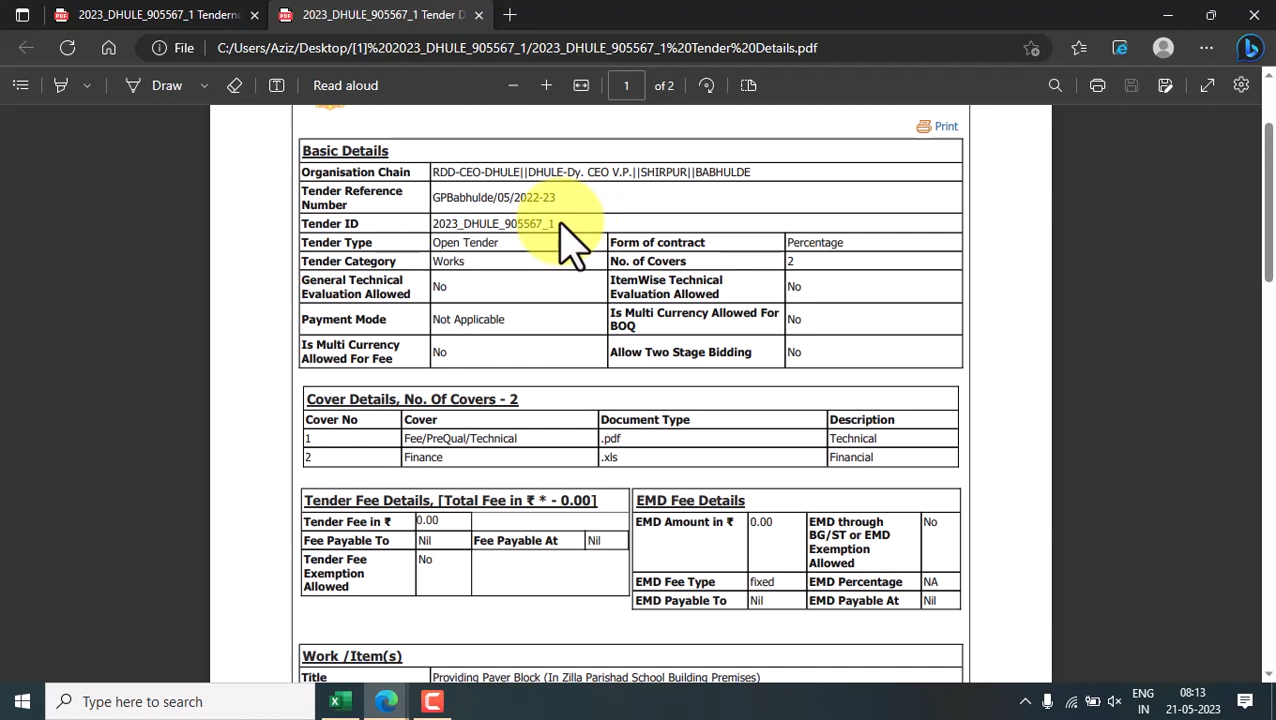 2023_DHULE_905567_1 Tendern
2023_DHULE_905567_1 Tender D
File C:/Users/Aziz/Desktop/[1]%202023_DHULE_905567_1/2023_DHULE_905567_1%20Tender%20Details.pdf
Draw Read aloud 1 of 2
Print
Basic Details
Organisation Chain RDD-CEO-DHULE||DHULE-Dy. CEO V.P.||SHIRPUR||BABHULDE
Tender Reference
Number GPBabhulde/05/2022-23
Tender ID 2023_DHULE_905567_1
Tender Type Open Tender Form of contract Percentage
Tender Category Works No. of Covers 2
General Technical
Evaluation Allowed No ItemWise Technical
Evaluation Allowed No
Payment Mode Not Applicable Is Multi Currency Allowed For
BOQ No
Is Multi Currency
Allowed For Fee No Allow Two Stage Bidding No
Cover Details, No. Of Covers - 2
Cover No Cover Document Type Description
1 Fee/PreQual/Technical .pdf Technical
2 Finance .xls Financial
Tender Fee Details, [Total Fee in ₹ * - 0.00]
Tender Fee in ₹ 0.00
Fee Payable To Nil Fee Payable At Nil
Tender Fee
Exemption
Allowed No
EMD Fee Details
EMD Amount in ₹ 0.00 EMD through
BG/ST or EMD
Exemption
Allowed No
EMD Fee Type fixed EMD Percentage NA
EMD Payable To Nil EMD Payable At Nil
Work /Item(s)
Title Providing Paver Block (In Zilla Parishad School Building Premises)
Type here to search
ENG
IN
08:13
21-05-2023